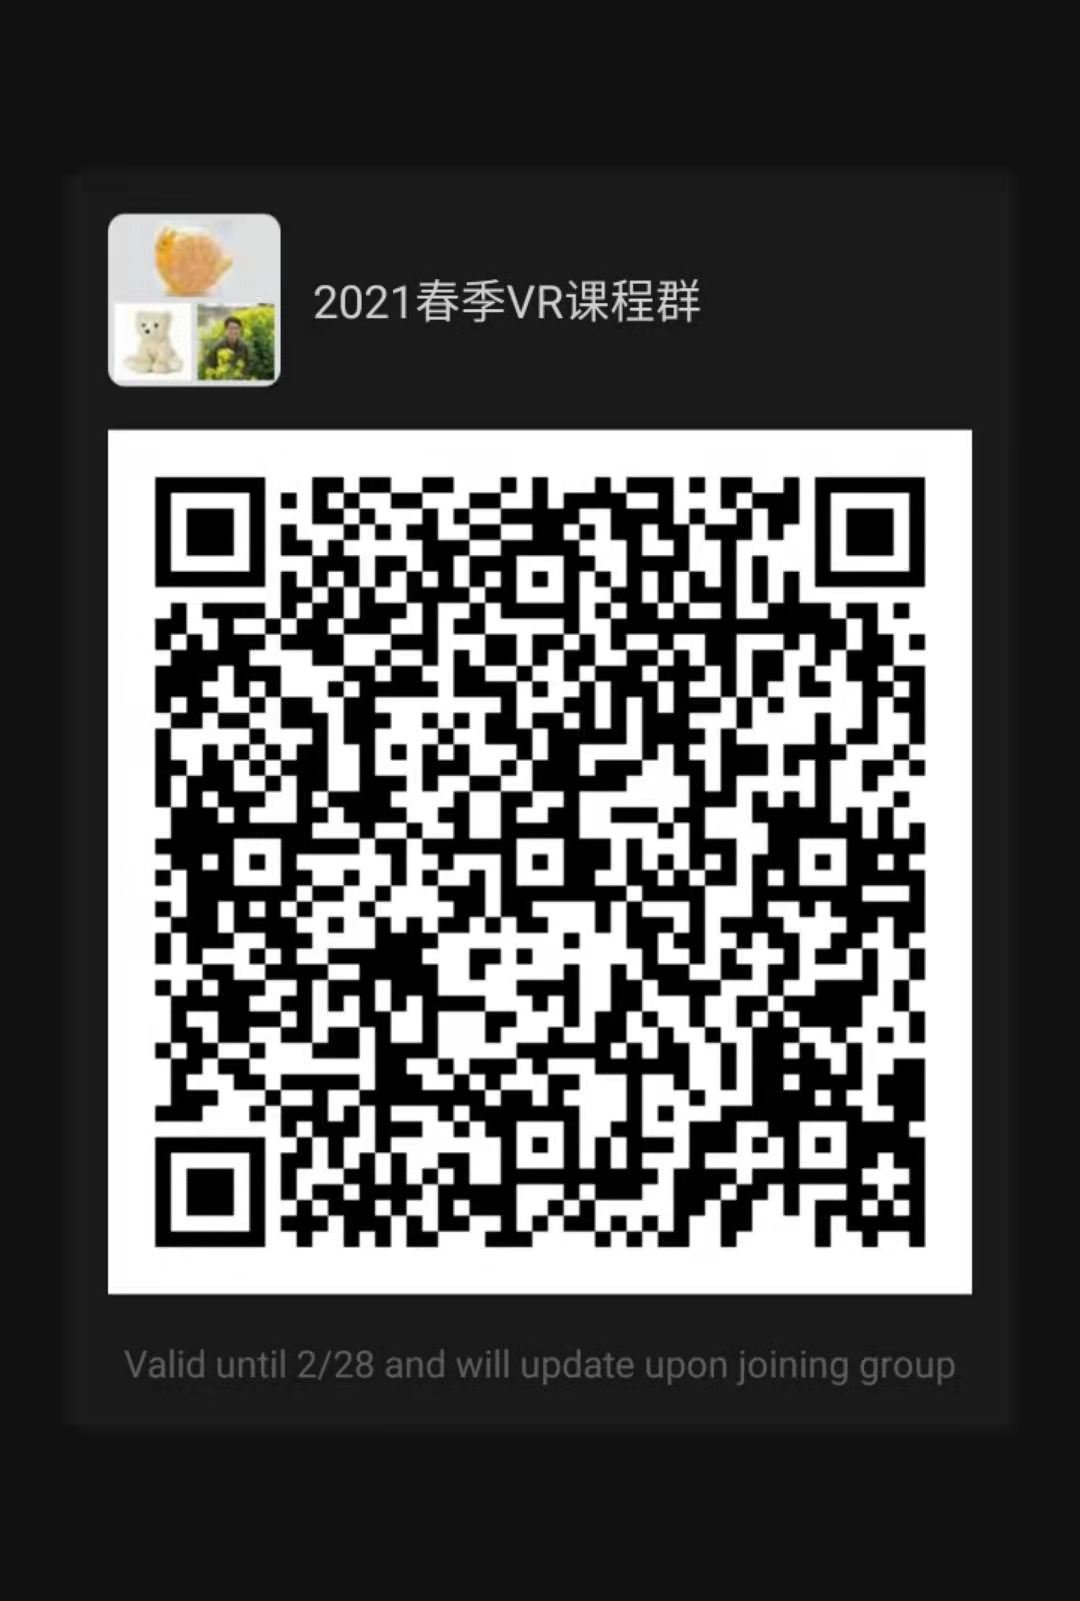 2021春季VR课程群
Valid until 2/28 and will update upon joining group